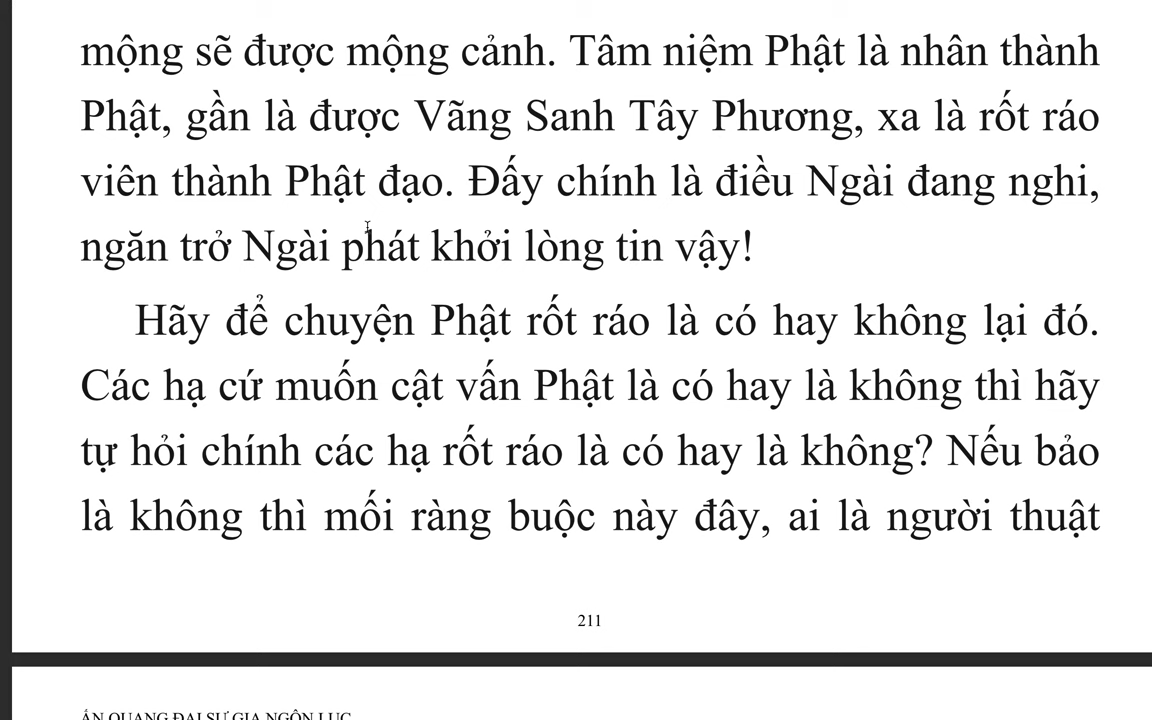 mộng sẽ được mộng cảnh. Tâm niệm Phật là nhân thành
Phật, gần là được Vãng Sanh Tây Phương, xa là rốt ráo
viên thành Phật đạo. Đấy chính là điều Ngài đang nghi,
ngăn trở Ngài phát khởi lòng tin vậy!
Hãy để chuyện Phật rốt ráo là có hay không lại đó.
Các hạ cứ muốn cật vấn Phật là có hay là không thì hãy
tự hỏi chính các hạ rốt ráo là có hay là không? Nếu bảo
là không thì mối ràng buộc này đây, ai là người thuật
211
ẤN QUANG ĐẠI SƯ GIA NGÔN LỤC